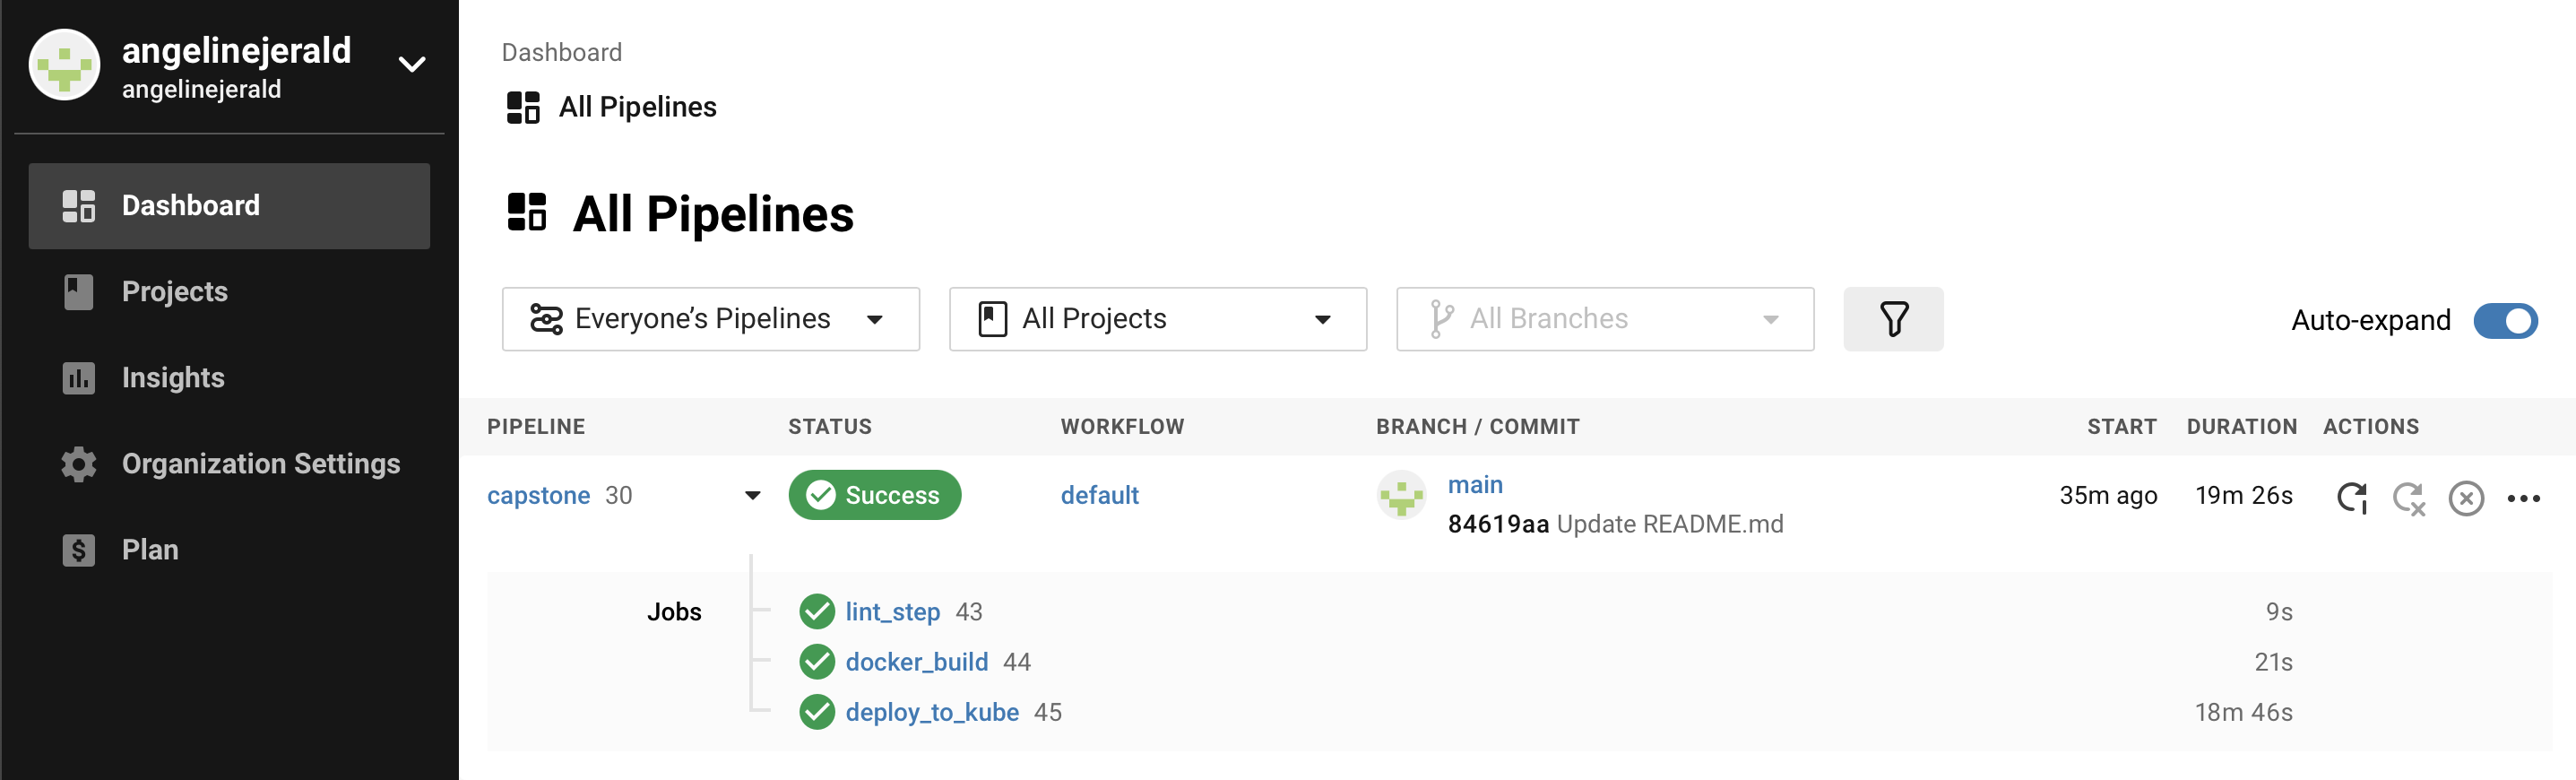 angelinejerald
angelinejerald
Dashboard
Projects
Insights
Organization Settings
Plan
Dashboard
All Pipelines
All Pipelines
Everyone’s Pipelines All Projects All Branches Auto-expand
PIPELINE STATUS WORKFLOW BRANCH / COMMIT START DURATION ACTIONS
capstone 30 Success default main 35m ago 19m 26s
84619aa Update README.md
Jobs lint_step 43 9s
docker_build 44 21s
deploy_to_kube 45 18m 46s